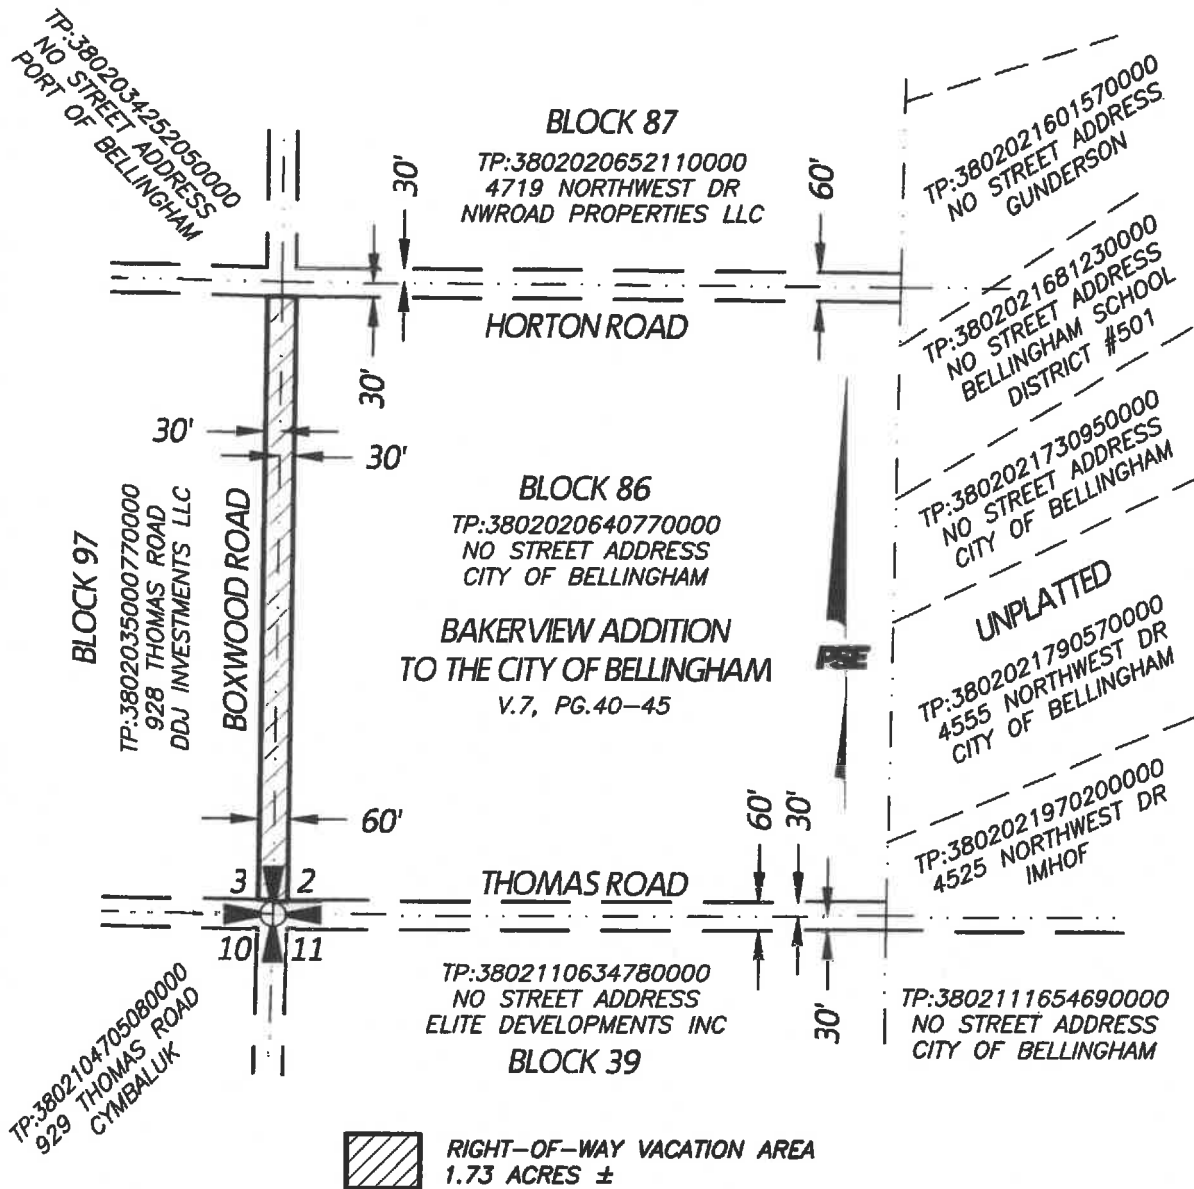 TP:3802034252050000
NO STREET ADDRESS
PORT OF BELLINGHAM
BLOCK 87
TP:3802020652110000
4719 NORTHWEST DR
NWROAD PROPERTIES LLC
30'
60'
TP:3802021601570000
NO STREET ADDRESS
GUNDERSON
HORTON ROAD
30'
TP:3802021681230000
NO STREET ADDRESS
BELLINGHAM SCHOOL
DISTRICT #501
30'
30'
TP:3802021730950000
NO STREET ADDRESS
CITY OF BELLINGHAM
BLOCK 97
TP:3802035000770000
928 THOMAS ROAD
DDJ INVESTMENTS LLC
BOXWOOD ROAD
BLOCK 86
TP:3802020640770000
NO STREET ADDRESS
CITY OF BELLINGHAM
BAKERVIEW ADDITION
TO THE CITY OF BELLINGHAM
V.7, PG.40-45
PSE
UNPLATTED
TP:3802021790570000
4555 NORTHWEST DR
CITY OF BELLINGHAM
60'
60'
30'
TP:3802021970200000
4525 NORTHWEST DR
IMHOF
3 2
THOMAS ROAD
10 11
TP:3802104705080000
929 THOMAS ROAD
CYMBALUK
TP:3802110634780000
NO STREET ADDRESS
ELITE DEVELOPMENTS INC
BLOCK 39
30'
TP:3802111654690000
NO STREET ADDRESS
CITY OF BELLINGHAM
RIGHT-OF-WAY VACATION AREA
1.73 ACRES ±